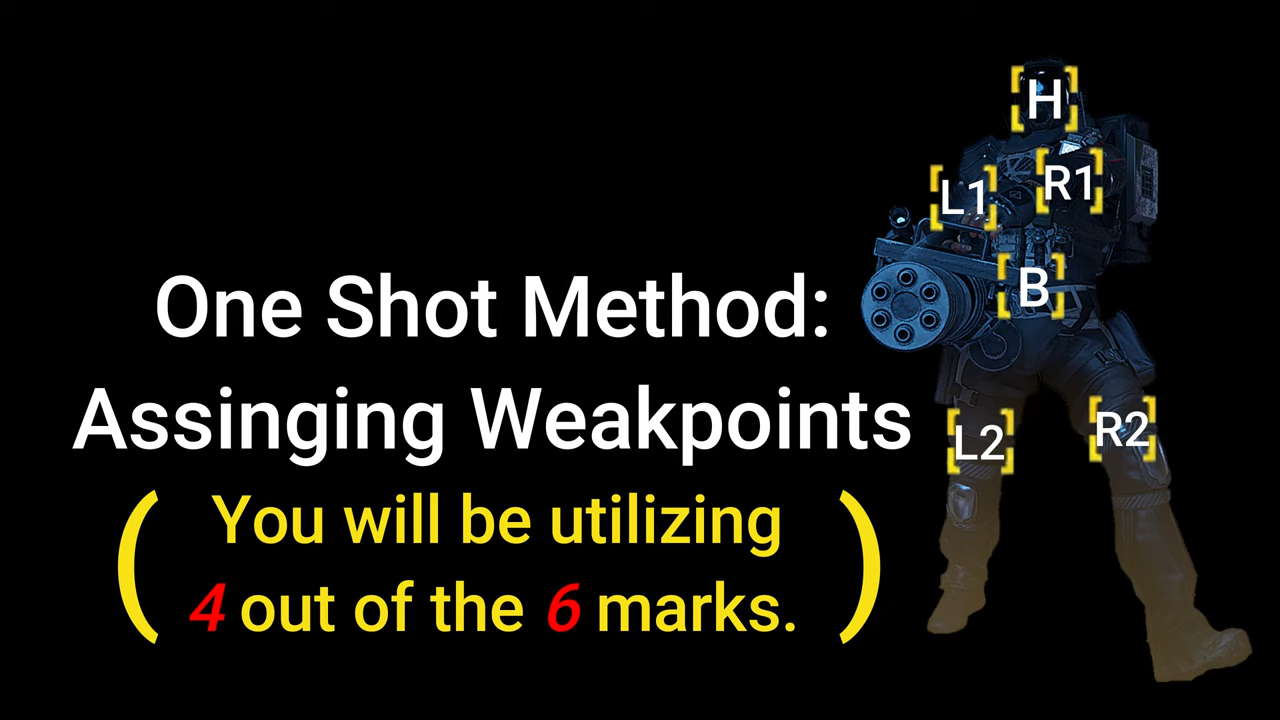 H
L1
R1
B
One Shot Method:
Assinging Weakpoints
L2
R2
( You will be utilizing
4 out of the 6 marks. )